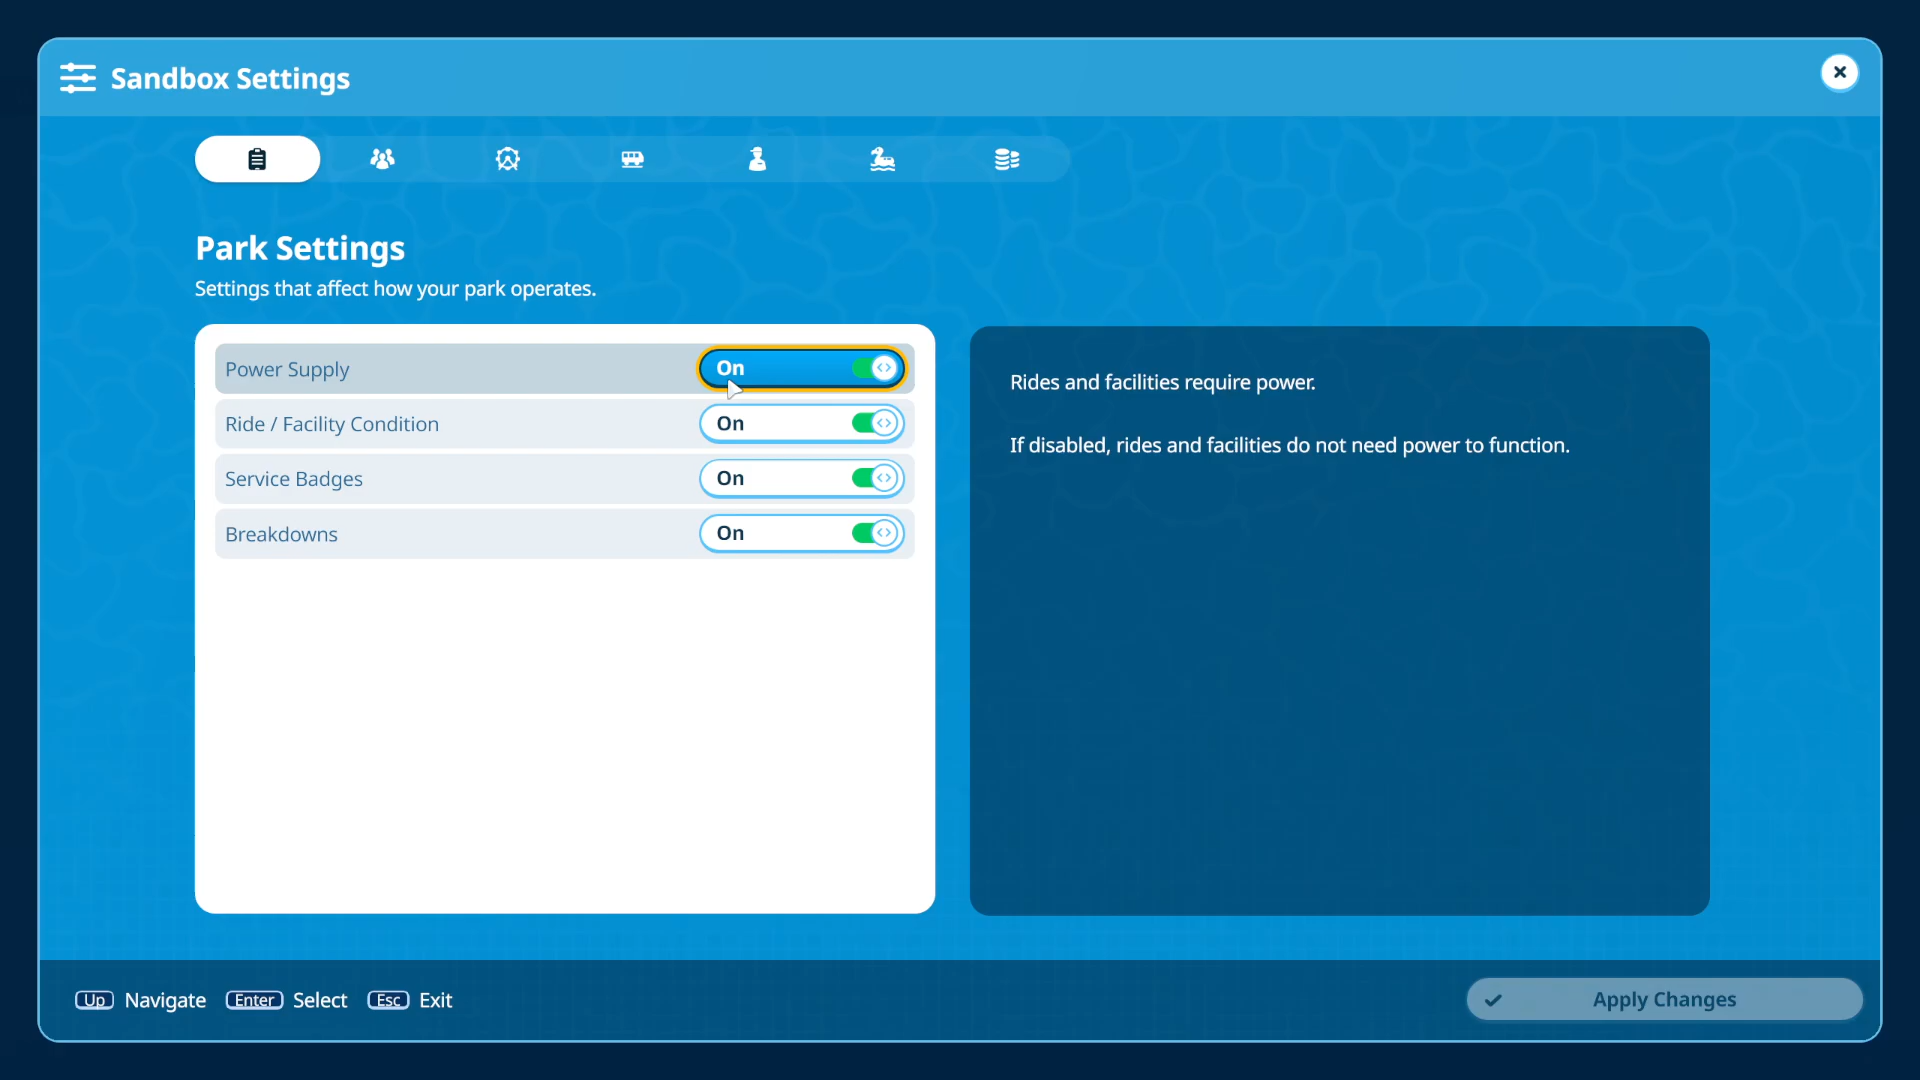 Sandbox Settings
Park Settings
Settings that affect how your park operates.
Power Supply On
Ride / Facility Condition On
Service Badges On
Breakdowns On
Rides and facilities require power.
If disabled, rides and facilities do not need power to function.
Up Navigate Enter Select Esc Exit
Apply Changes